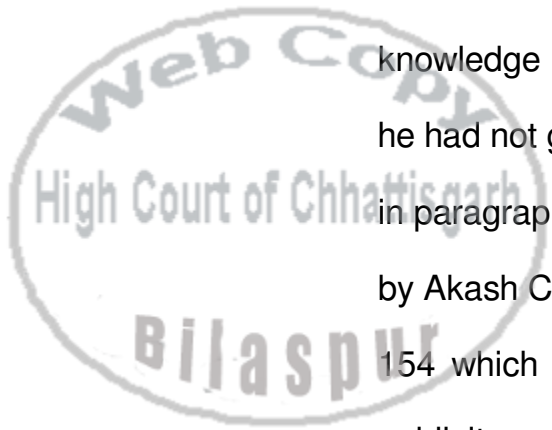 Web Copy
High Court of Chhattisgarh
Bilaspur
knowledge
he had not
in paragrap
by Akash C
154 which